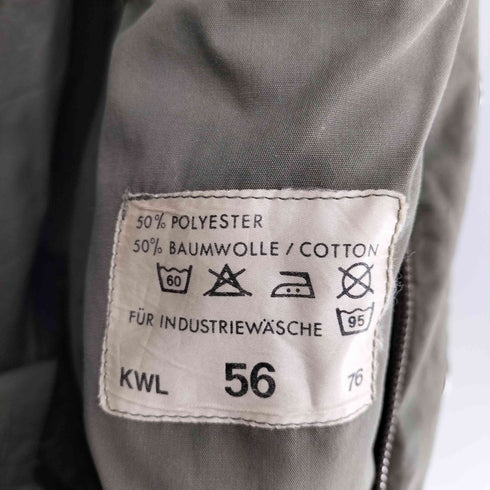 50% POLYESTER
50% BAUMWOLLE / COTTON
60
FÜR INDUSTRIEWÄSCHE 95
KWL 56 76